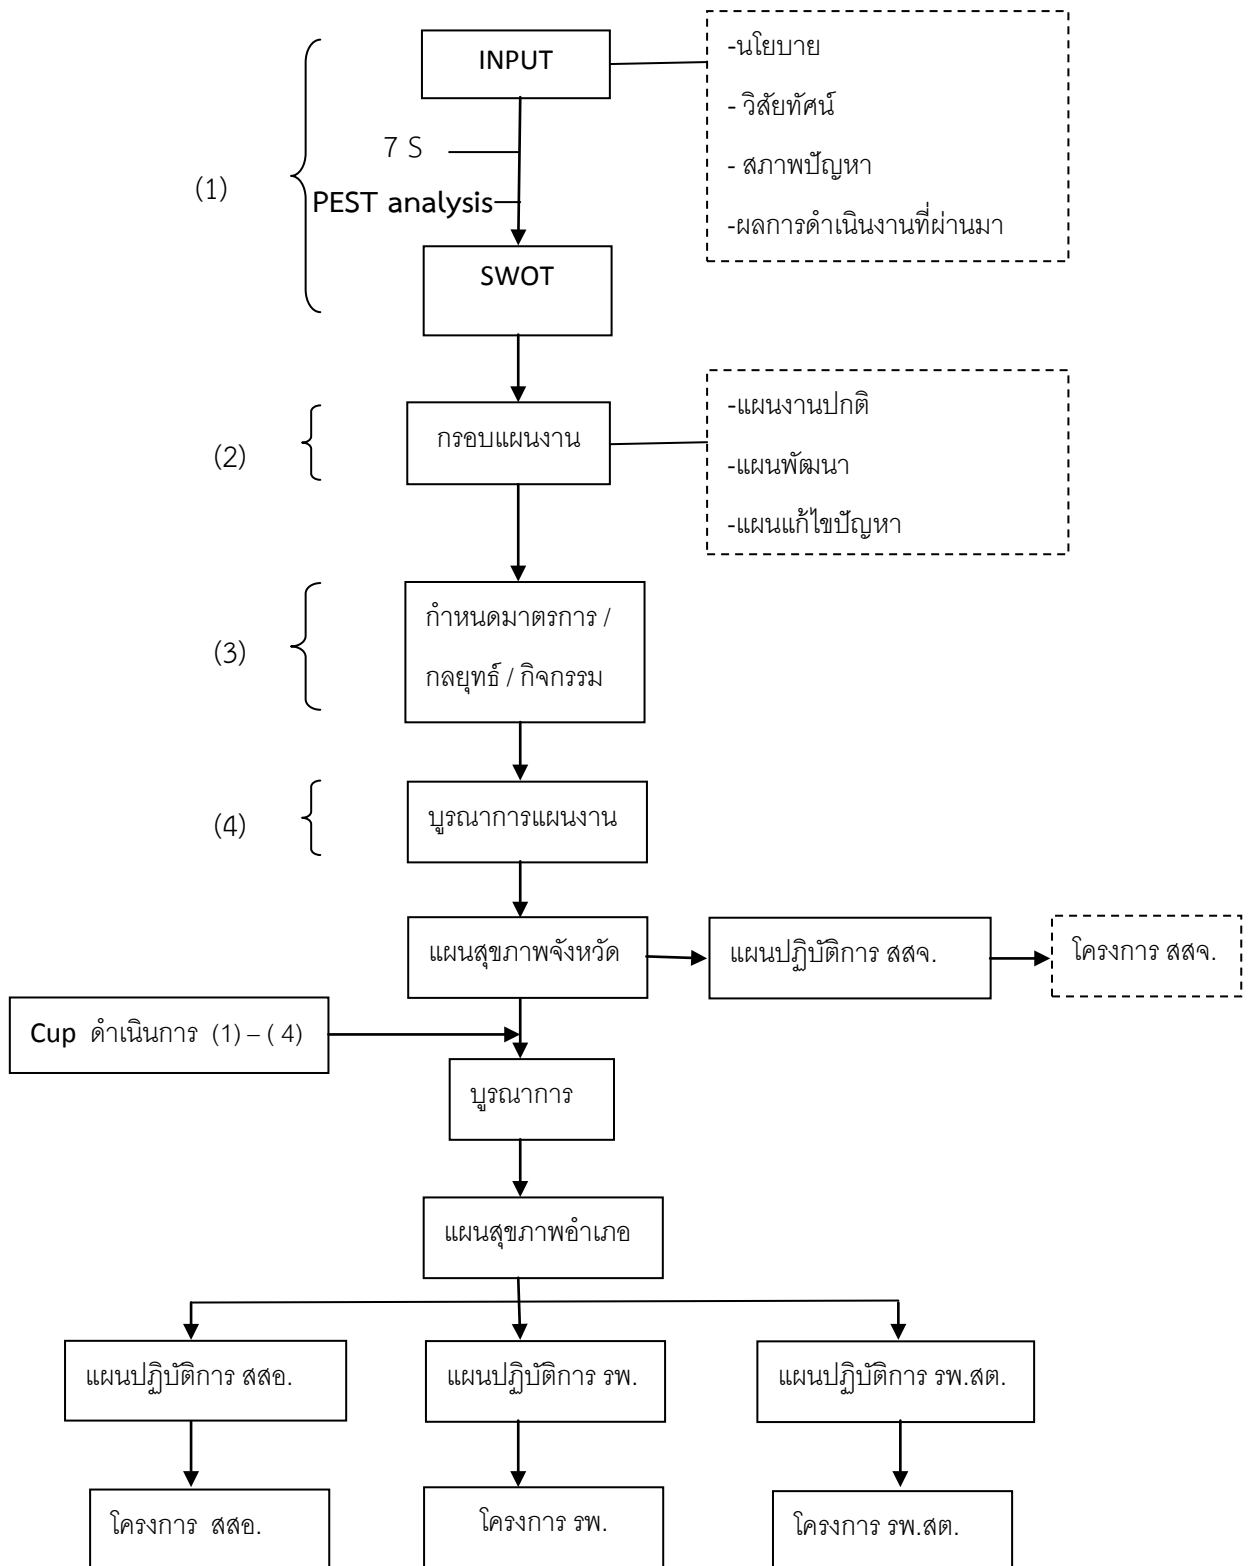 INPUT
-นโยบาย
- วิสัยทัศน์
- สภาพปัญหา
-ผลการดำเนินงานที่ผ่านมา
7 S
PEST analysis
(1)
SWOT
(2)
กรอบแผนงาน
-แผนงานปกติ
-แผนพัฒนา
-แผนแก้ไขปัญหา
(3)
กำหนดมาตรการ /
กลยุทธ์ / กิจกรรม
(4)
บูรณาการแผนงาน
แผนสุขภาพจังหวัด
แผนปฏิบัติการ สสจ.
โครงการ สสจ.
Cup ดำเนินการ (1) – ( 4)
บูรณาการ
แผนสุขภาพอำเภอ
แผนปฏิบัติการ สสอ.
แผนปฏิบัติการ รพ.
แผนปฏิบัติการ รพ.สต.
โครงการ สสอ.
โครงการ รพ.
โครงการ รพ.สต.